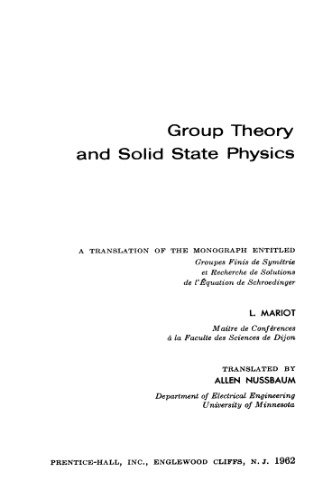 Group Theory
and Solid State Physics
A TRANSLATION OF THE MONOGRAPH ENTITLED
Groupes Finis de Symétrie
et Recherche de Solutions
de l'Équation de Schroedinger
L. MARIOT
Maître de Conférences
à la Faculte des Sciences de Dijon
TRANSLATED BY
ALLEN NUSSBAUM
Department of Electrical Engineering
University of Minnesota
PRENTICE-HALL, INC., ENGLEWOOD CLIFFS, N. J. 1962